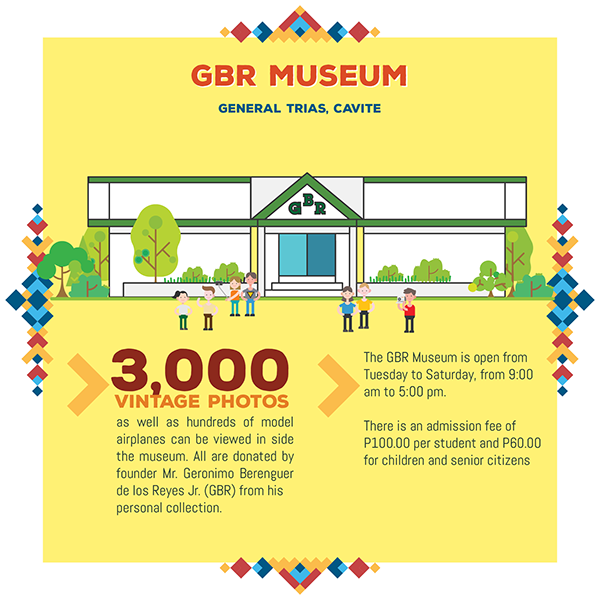 GBR MUSEUM
GENERAL TRIAS, CAVITE
GBR
3,000
VINTAGE PHOTOS
as well as hundreds of model
airplanes can be viewed in side
the museum. All are donated by
founder Mr. Geronimo Berenguer
de los Reyes Jr. (GBR) from his
personal collection.
The GBR Museum is open from
Tuesday to Saturday, from 9:00
am to 5:00 pm.
There is an admission fee of
P100.00 per student and P60.00
for children and senior citizens